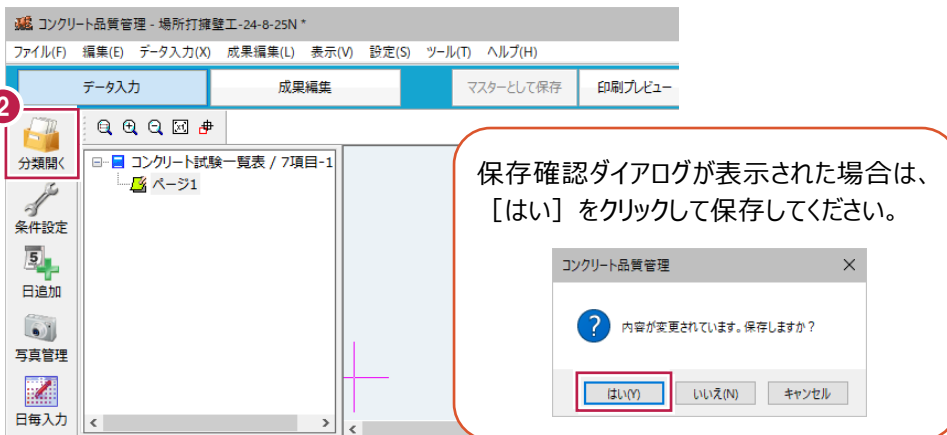 コンクリート品質管理 - 場所打擁壁工-24-8-25N *
ファイル(F) 編集(E) データ入力(X) 成果編集(L) 表示(V) 設定(S) ツール(T) ヘルプ(H)
データ入力 成果編集 マスターとして保存 印刷プレビュー
2
分類開く
条件設定
5
日追加
写真管理
日毎入力
コンクリート試験一覧表 / 7項目-1
ページ1
保存確認ダイアログが表示された場合は、
［はい］をクリックして保存してください。
コンクリート品質管理
内容が変更されています。保存しますか？
はい(Y) いいえ(N) キャンセル